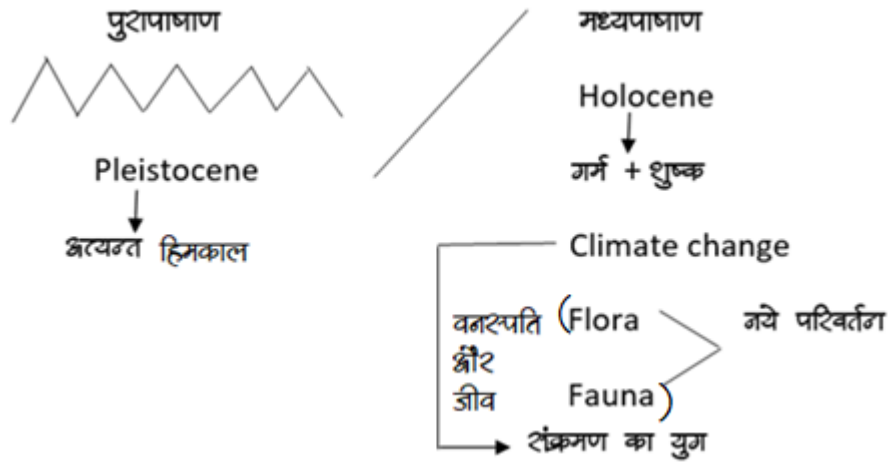 पुरापाषाण
Pleistocene
अत्यन्त हिमकाल
मध्यपाषाण
Holocene
गर्म + शुष्क
Climate change
वनस्पति (Flora
और
जीव Fauna)
नये परिवर्तन
संक्रमण का युग